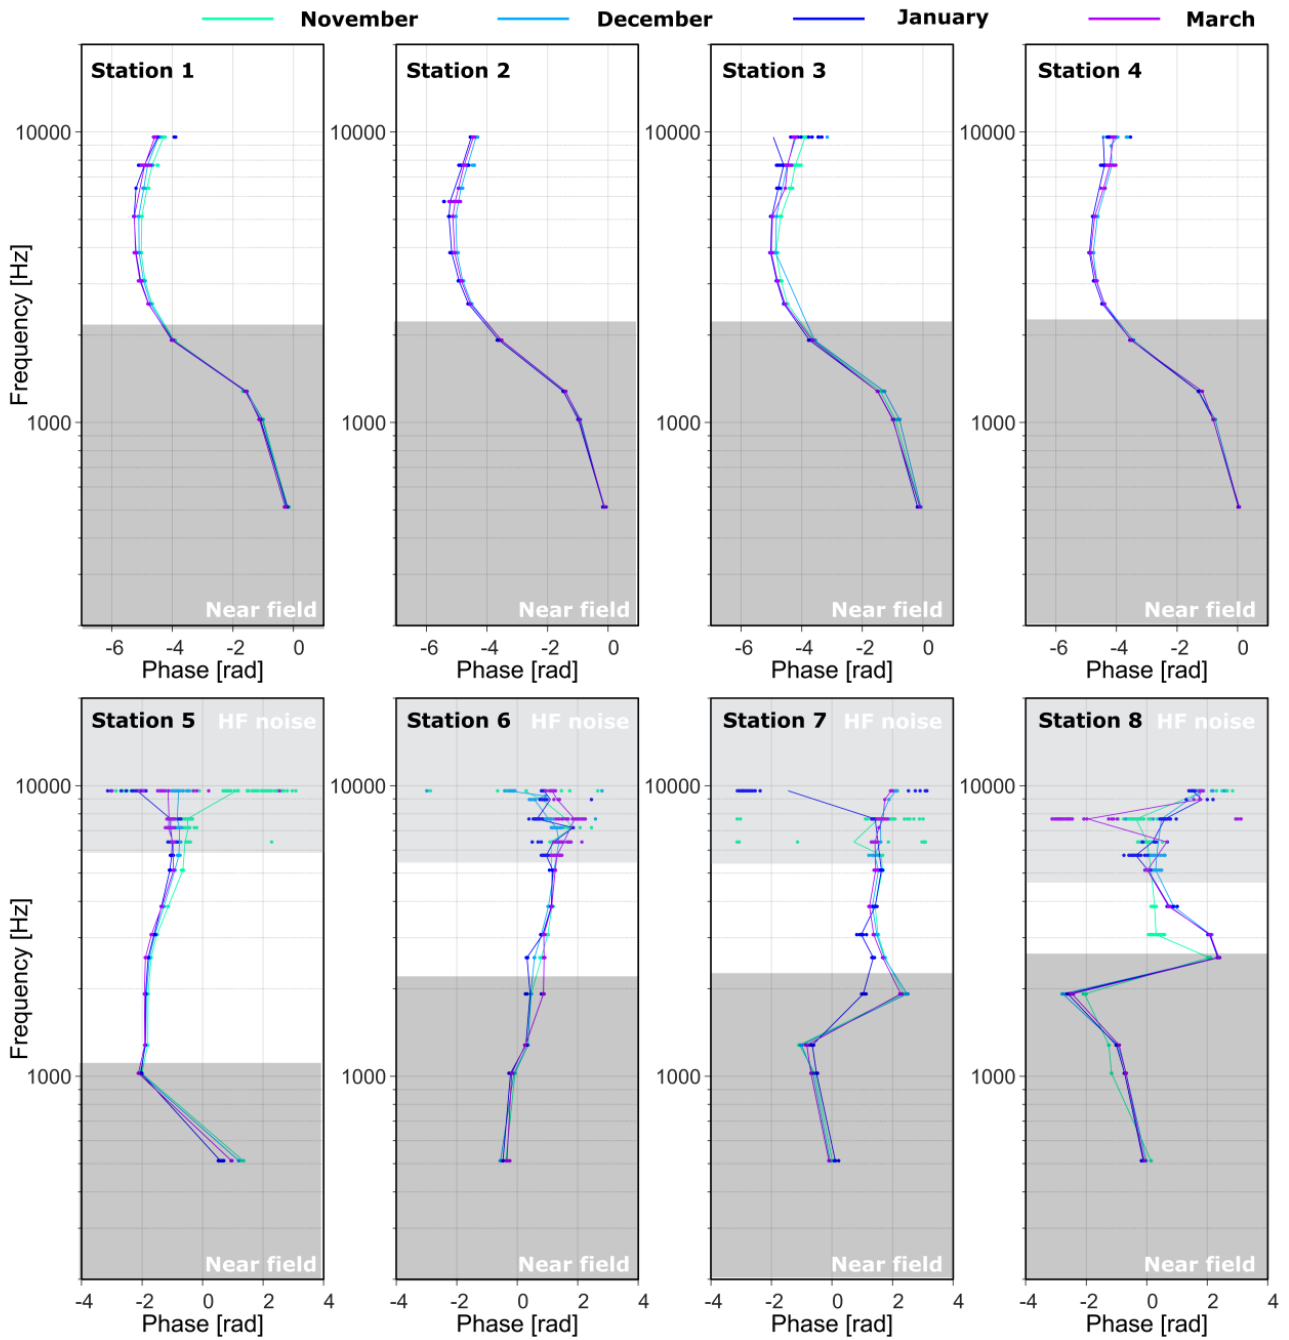 November December January March
Station 1 Station 2 Station 3 Station 4
10000 10000 10000 10000
Frequency [Hz]
1000 1000 1000 1000
Near field Near field Near field Near field
-6 -4 -2 0 -6 -4 -2 0 -6 -4 -2 0 -6 -4 -2 0
Phase [rad] Phase [rad] Phase [rad] Phase [rad]
Station 5 HF noise Station 6 HF noise Station 7 HF noise Station 8 HF noise
10000 10000 10000 10000
Frequency [Hz]
1000 1000 1000 1000
Near field Near field Near field Near field
-4 -2 0 2 4 -4 -2 0 2 4 -4 -2 0 2 4 -4 -2 0 2 4
Phase [rad] Phase [rad] Phase [rad] Phase [rad]